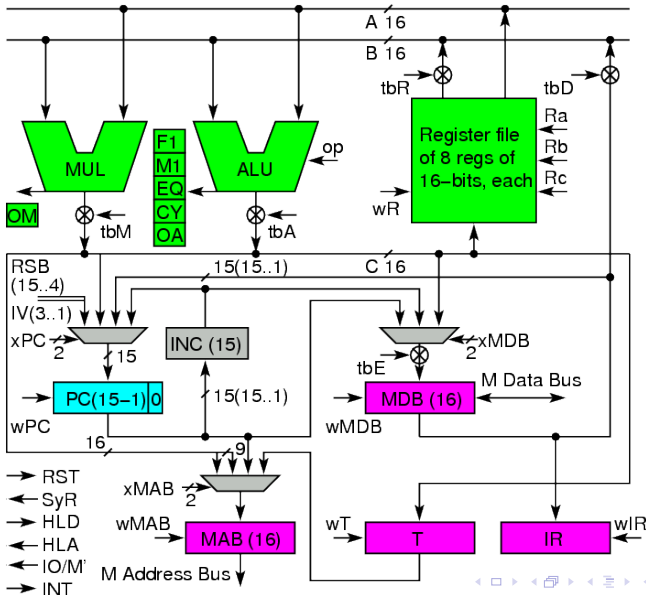 A 16
B 16
tbR
tbD
F1
M1
EQ
CY
OA
op
MUL
ALU
Register file
of 8 regs of
16-bits, each
Ra
Rb
Rc
wR
OM
tbM
tbA
RSB
(15..4)
IV(3..1)
15(15..1)
C 16
xPC
2
15
INC (15)
xMDB
2
tbE
PC(15-1)
0
15(15..1)
MDB (16)
M Data Bus
wPC
wMDB
16
9
xMAB
2
RST
SyR
HLD
HLA
IO/M'
INT
wMAB
MAB (16)
wT
T
IR
wIR
M Address Bus